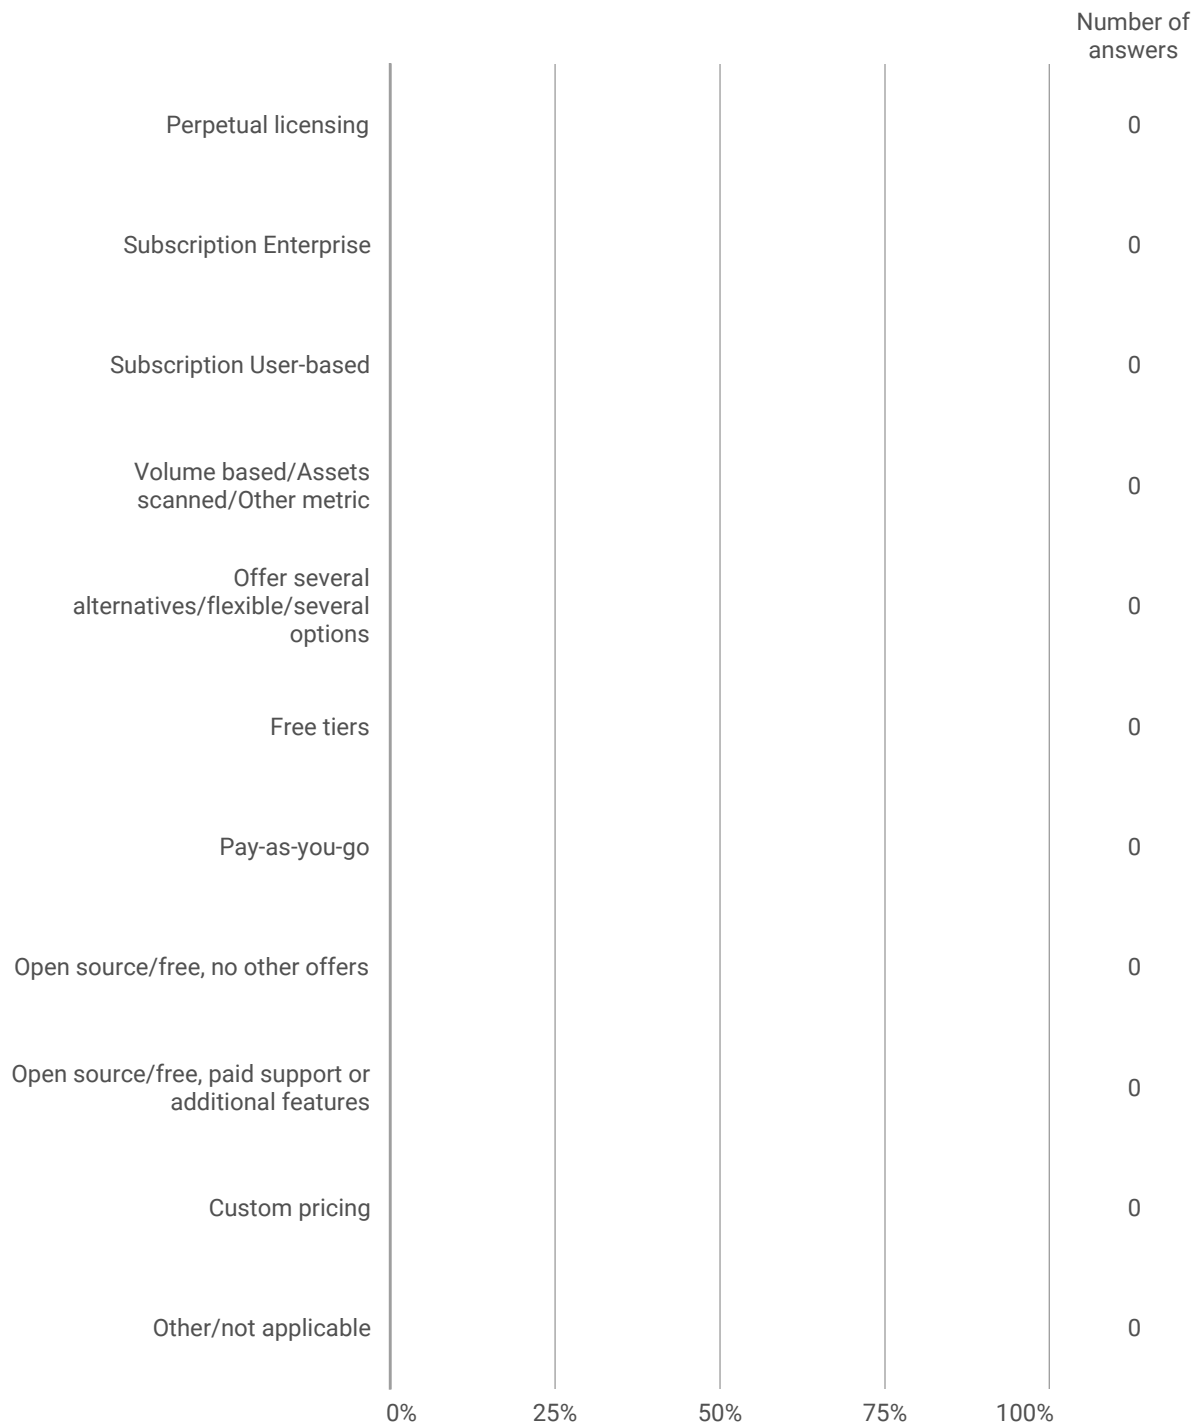 Number of
answers
Perpetual licensing 0
Subscription Enterprise 0
Subscription User-based 0
Volume based/Assets
scanned/Other metric 0
Offer several
alternatives/flexible/several 0
options
Free tiers 0
Pay-as-you-go 0
Open source/free, no other offers 0
Open source/free, paid support or
additional features 0
Custom pricing 0
Other/not applicable 0
0% 25% 50% 75% 100%